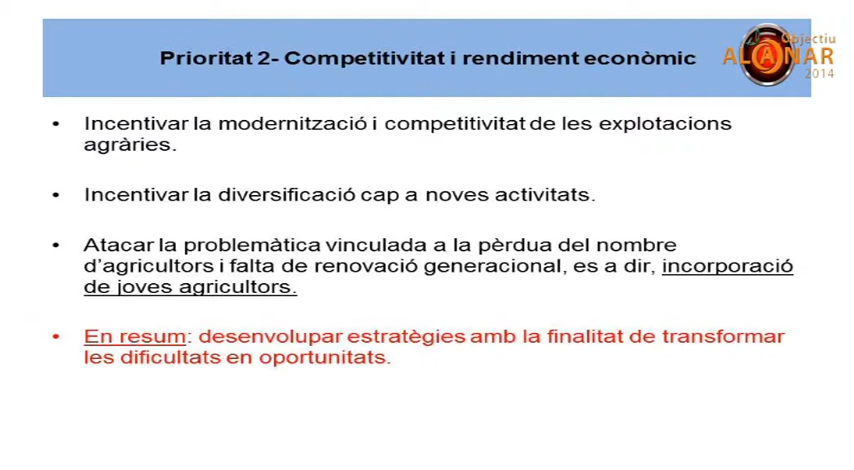 Prioritat 2- Competitivitat i rendiment econòmic
Objectiu
ALCANAR
2014
• Incentivar la modernització i competitivitat de les explotacions
agràries.
• Incentivar la diversificació cap a noves activitats.
• Atacar la problemàtica vinculada a la pèrdua del nombre
d'agricultors i falta de renovació generacional, es a dir, incorporació
de joves agricultors.
• En resum: desenvolupar estratègies amb la finalitat de transformar
les dificultats en oportunitats.